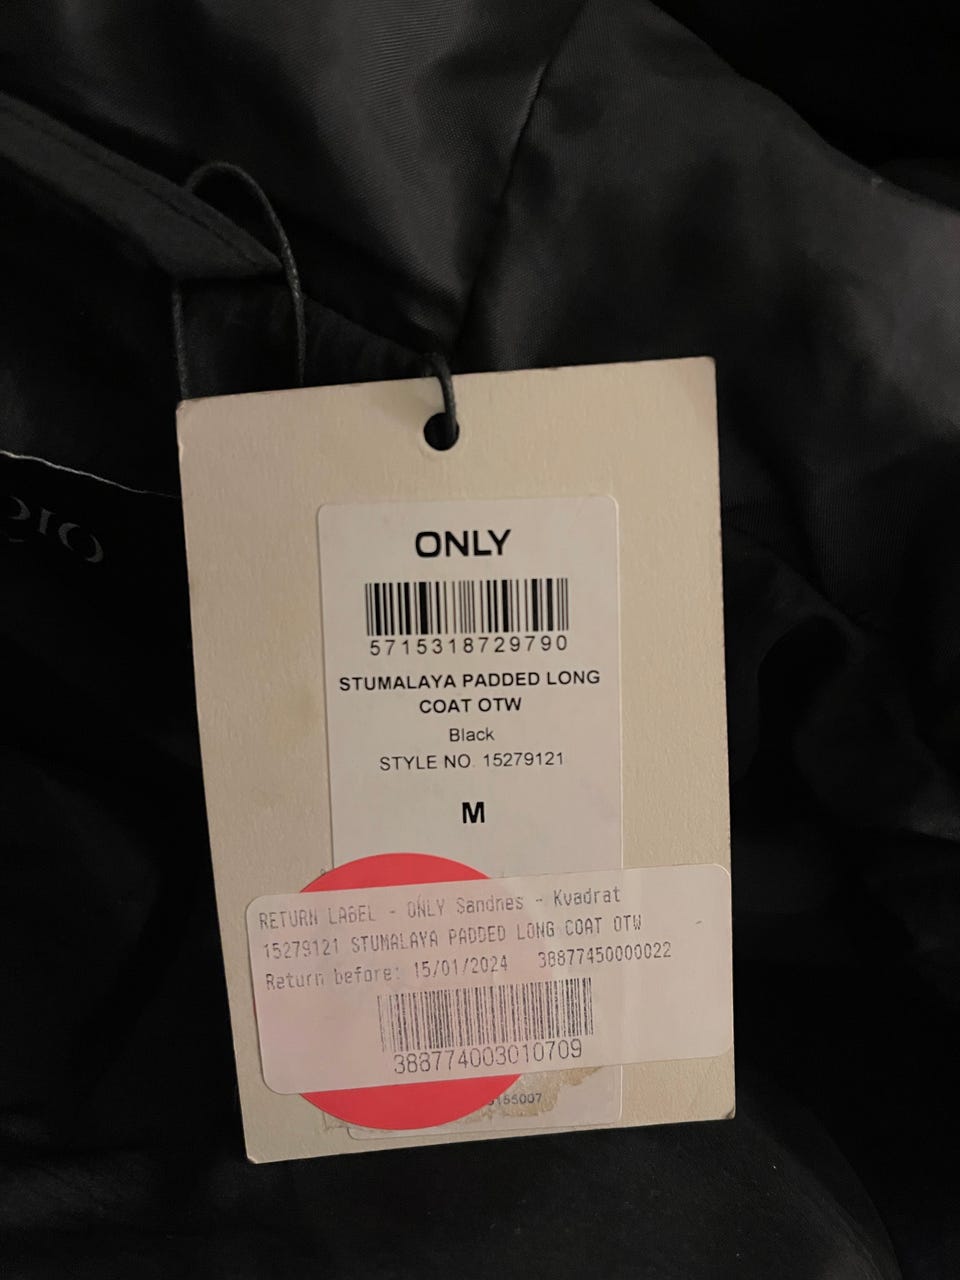 ONLY
5715318729790
STUMALAYA PADDED LONG
COAT OTW
Black
STYLE NO. 15279121
M
RETURN LABEL - ONLY Sandnes - Kvadrat
15279121 STUMALAYA PADDED LONG COAT OTW -
Return before: 15/01/2024 38877450000022
388774003010709